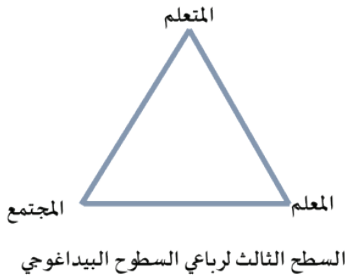 المتعلم
المعلم
المجتمع
السطح الثالث لرباعي السطوح البيداغوجي